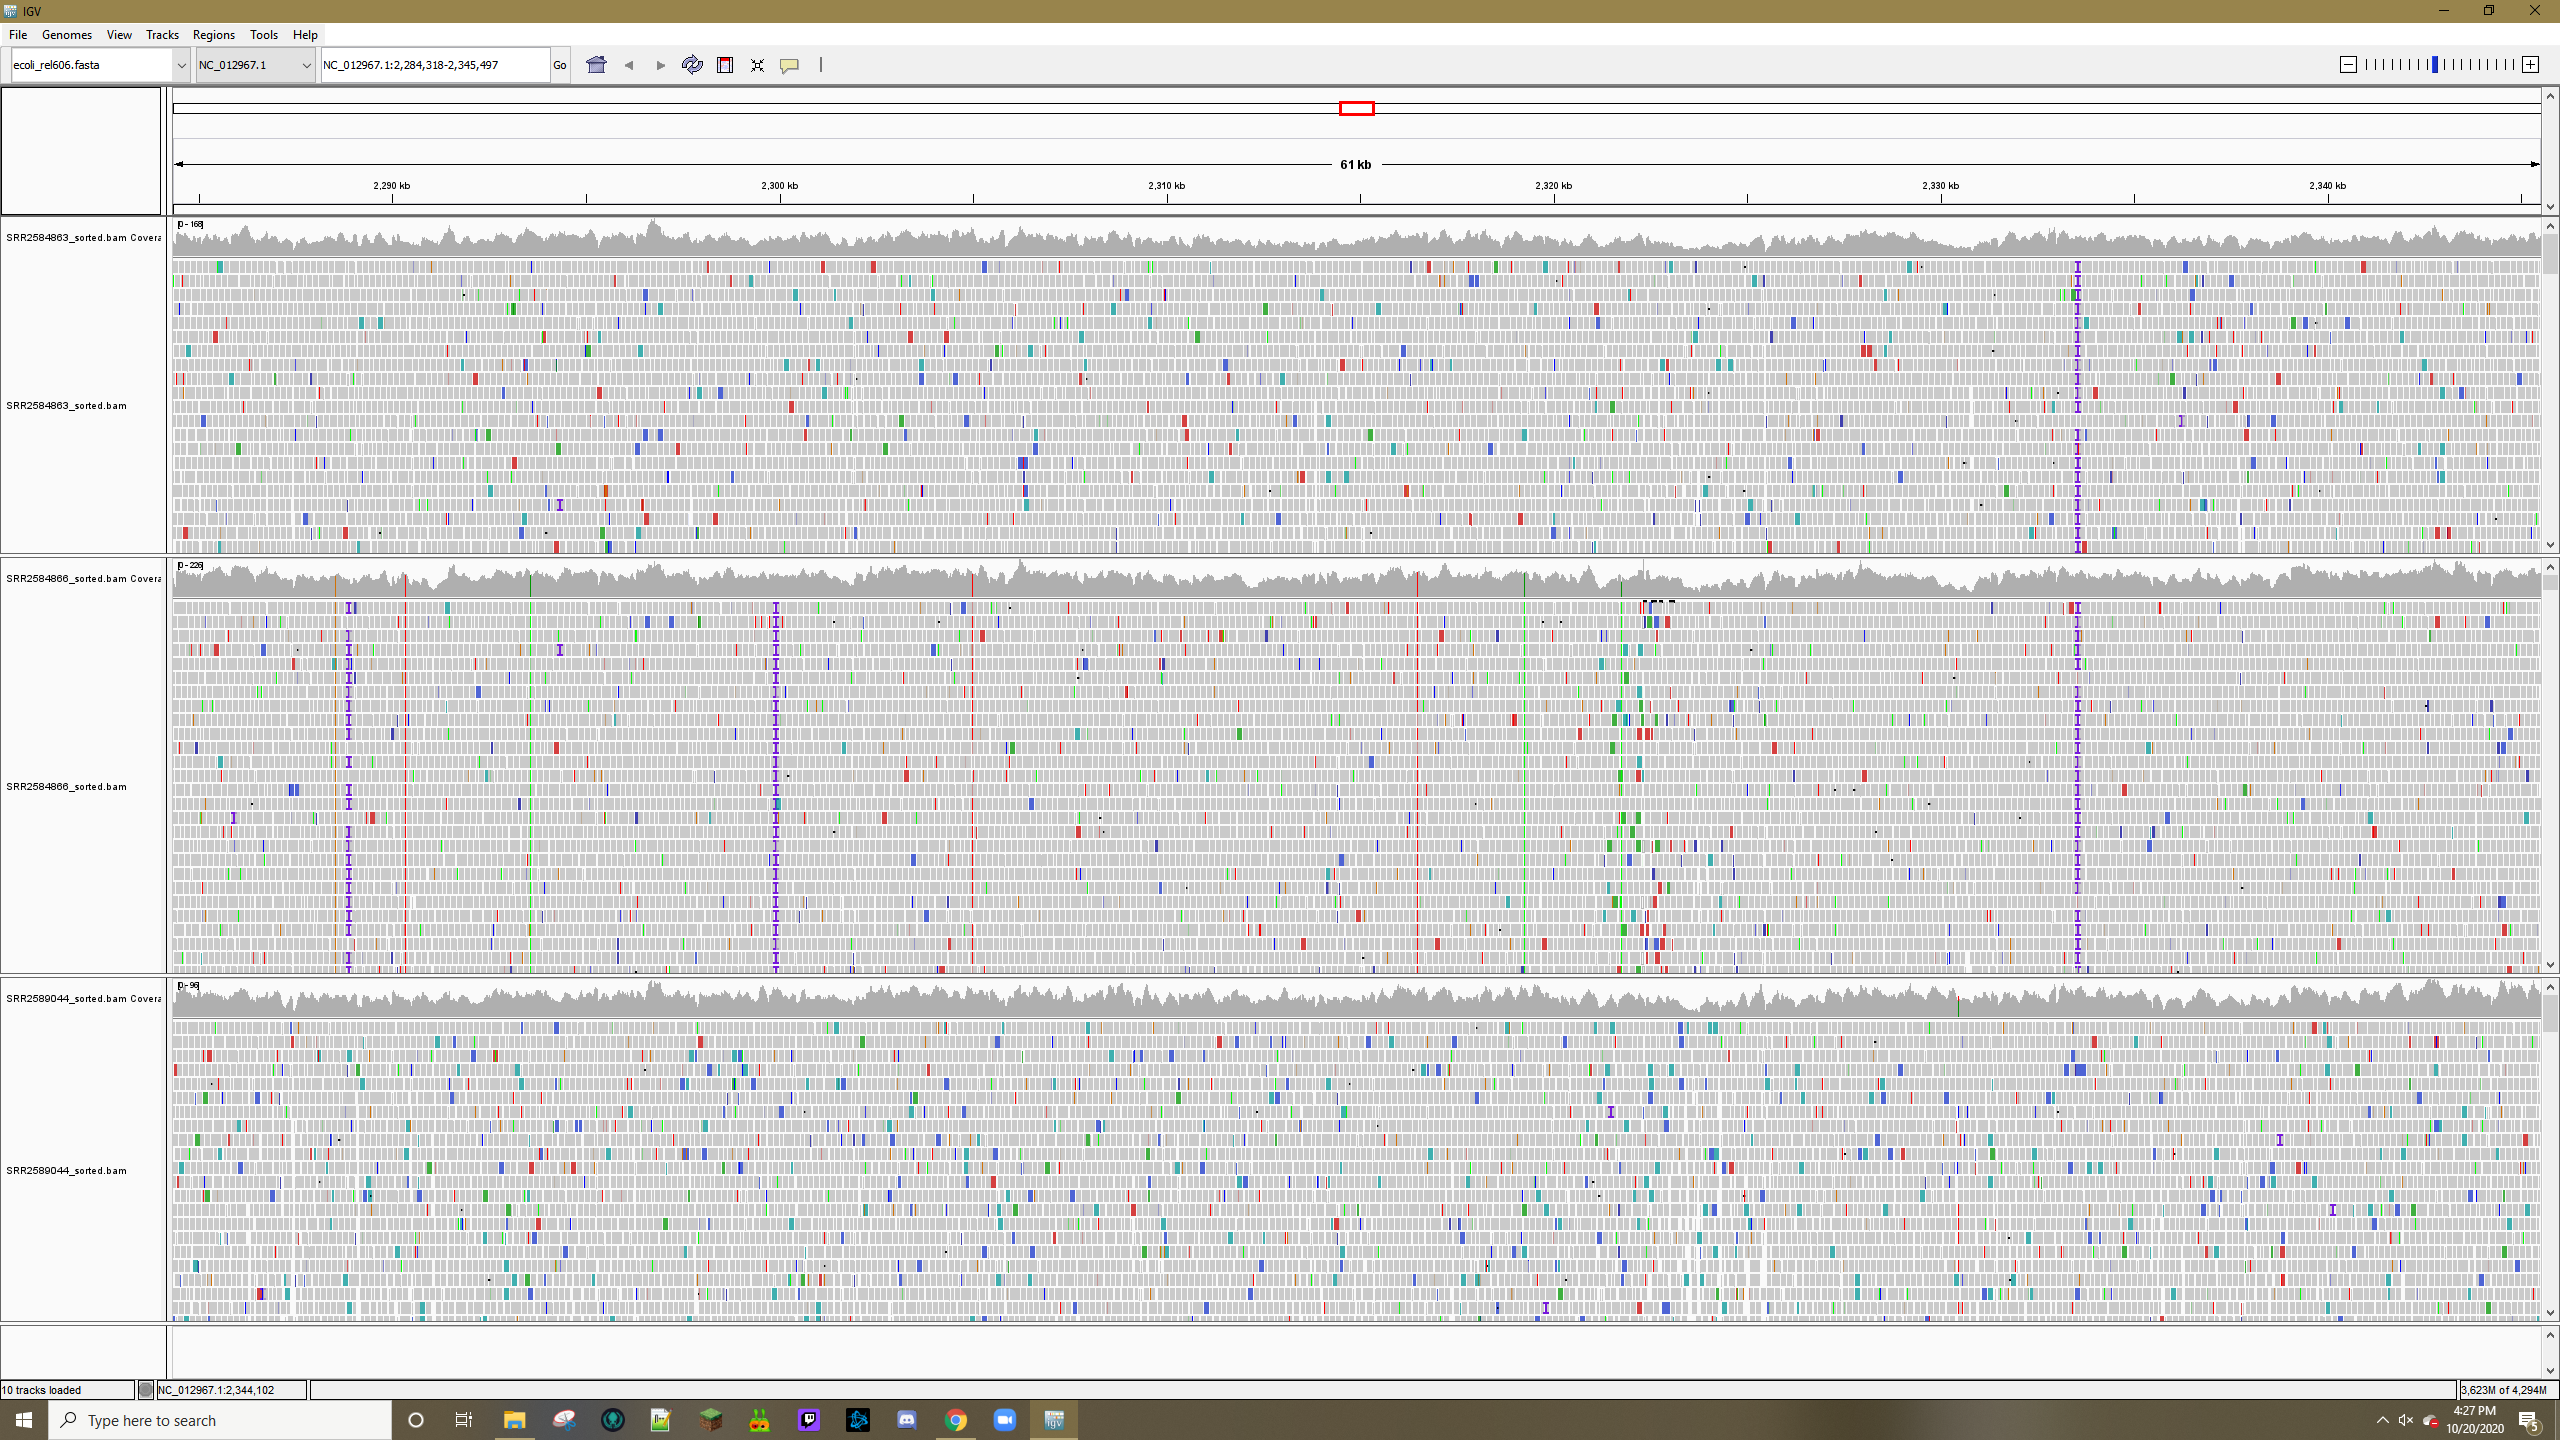 IGV
File Genomes View Tracks Regions Tools Help
ecoli_rel606.fasta NC_012967.1 NC_012967.1:2,284,318-2,345,497 Go
61 kb
2,290 kb 2,300 kb 2,310 kb 2,320 kb 2,330 kb 2,340 kb
[0 - 168]
SRR2584863_sorted.bam Covera
SRR2584863_sorted.bam
[0 - 226]
SRR2584866_sorted.bam Covera
SRR2584866_sorted.bam
[0 - 96]
SRR2589044_sorted.bam Covera
SRR2589044_sorted.bam
10 tracks loaded NC_012967.1:2,344,102 3,623M of 4,294M
Type here to search
4:27 PM
10/20/2020
5